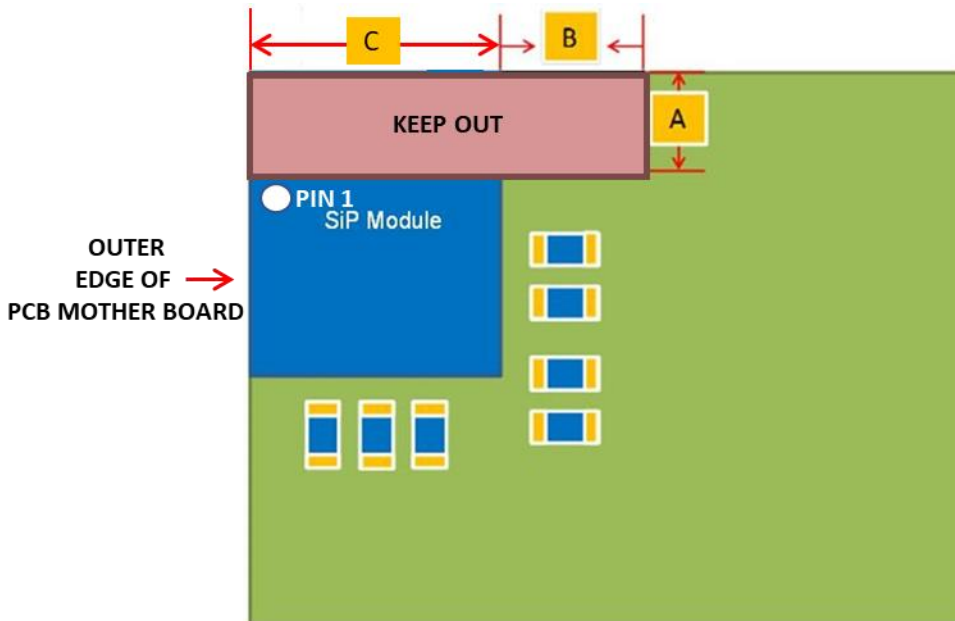 C
B
A
KEEP OUT
PIN 1
SiP Module
OUTER
EDGE OF
PCB MOTHER BOARD